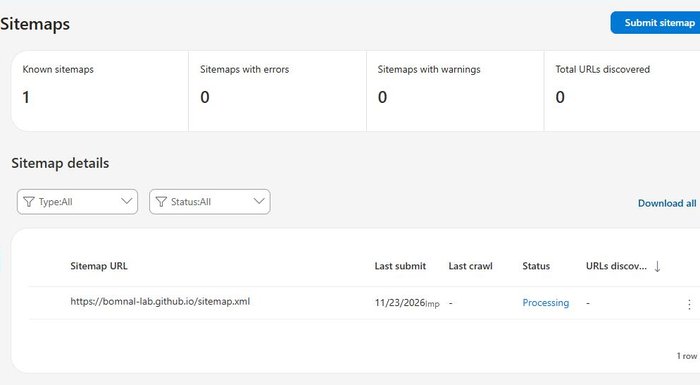 Sitemaps
Submit sitemap
Known sitemaps
Sitemaps with errors
Sitemaps with warnings
Total URLs discovered
1
0
0
0
Sitemap details
Type:All
Status:All
Download all
Sitemap URL
Last submit
Last crawl
Status
URLs discov...
https://bomnal-lab.github.io/sitemap.xml
11/23/2026
Imp
-
Processing
-
1 row